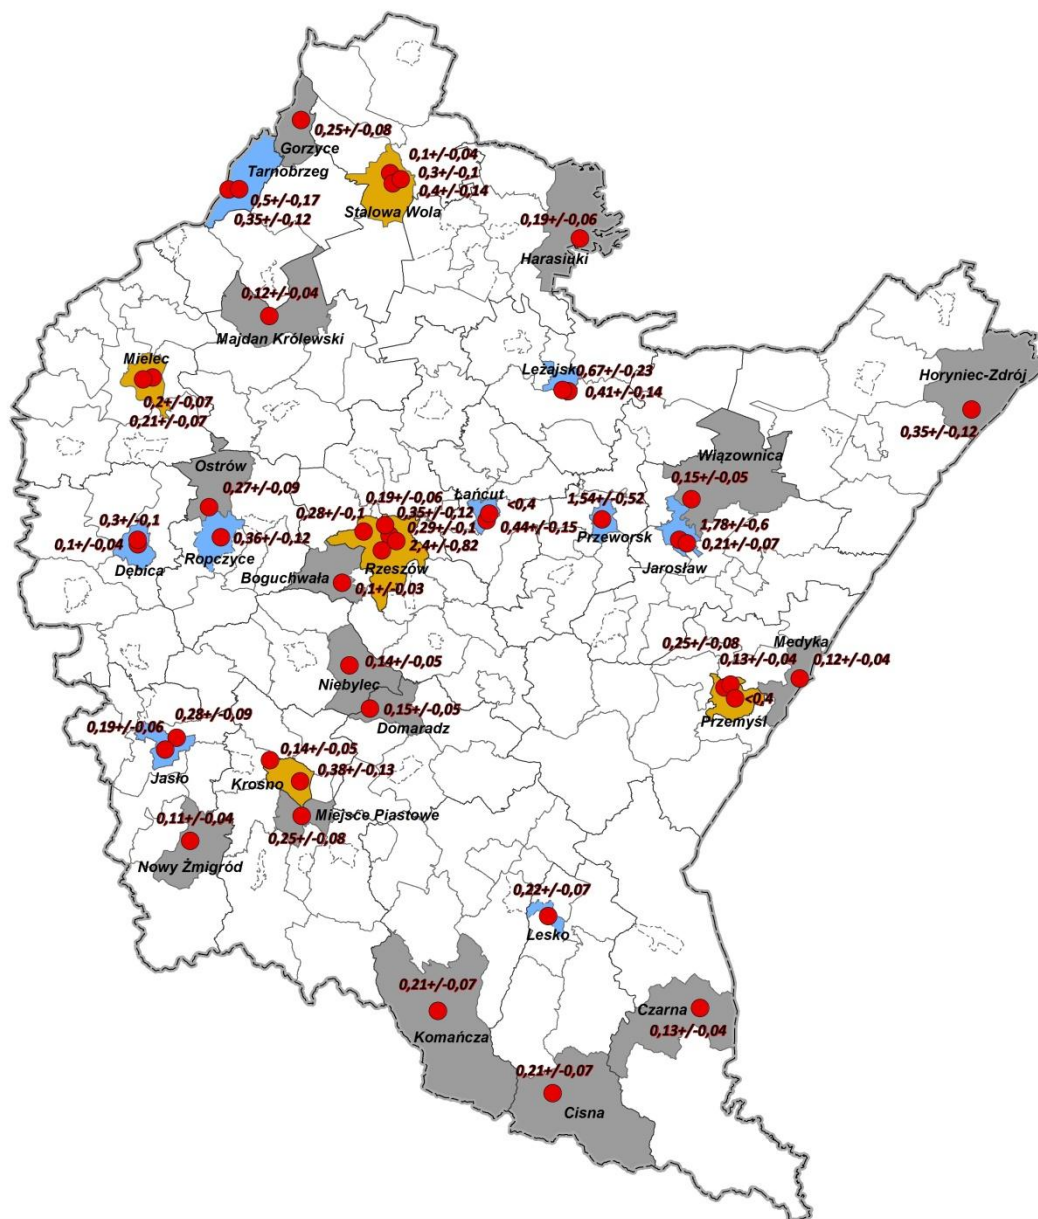 0,25+/-0,08
Gorzyce
Tarnobrzeg
0,5+/-0,17
0,35+/-0,12
0,1+/-0,04
0,3+/-0,1
0,4+/-0,14
Stalowa Wola
0,19+/-0,06
Harasiuki
0,12+/-0,04
Majdan Królewski
Mielec
0,2+/-0,07
0,21+/-0,07
Leżajsk
0,67+/-0,23
0,41+/-0,14
Horyniec-Zdrój
0,35+/-0,12
Wiązownica
0,15+/-0,05
Ostrów
0,27+/-0,09
0,3+/-0,1
0,1+/-0,04
Dębica
0,36+/-0,12
Ropczyce
0,19+/-0,06
0,28+/-0,1
0,35+/-0,12
0,29+/-0,1
2,4+/-0,82
Rzeszów
Boguchwała
0,1+/-0,03
Łańcut
<0,4
0,44+/-0,15
1,54+/-0,52
Przeworsk
1,78+/-0,6
0,21+/-0,07
Jarosław
0,14+/-0,05
Niebylec
0,15+/-0,05
Domaradz
0,25+/-0,08
Medyka
0,13+/-0,04
0,12+/-0,04
<0,4
Przemyśl
0,28+/-0,09
0,19+/-0,06
Jasło
0,14+/-0,05
0,38+/-0,13
Krosno
Miejsce Piastowe
0,25+/-0,08
0,11+/-0,04
Nowy Żmigród
0,22+/-0,07
Lesko
0,21+/-0,07
Komańcza
Czarna
0,13+/-0,04
0,21+/-0,07
Cisna